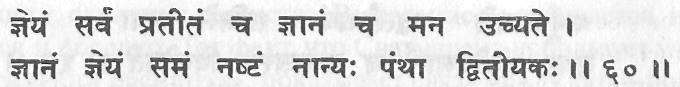 ज्ञेयं सर्वं प्रतीतं च ज्ञानं च मन उच्यते ।
ज्ञानं ज्ञेयं समं नष्टं नान्यः पंथा द्वितीयकः ।। ६० ।।